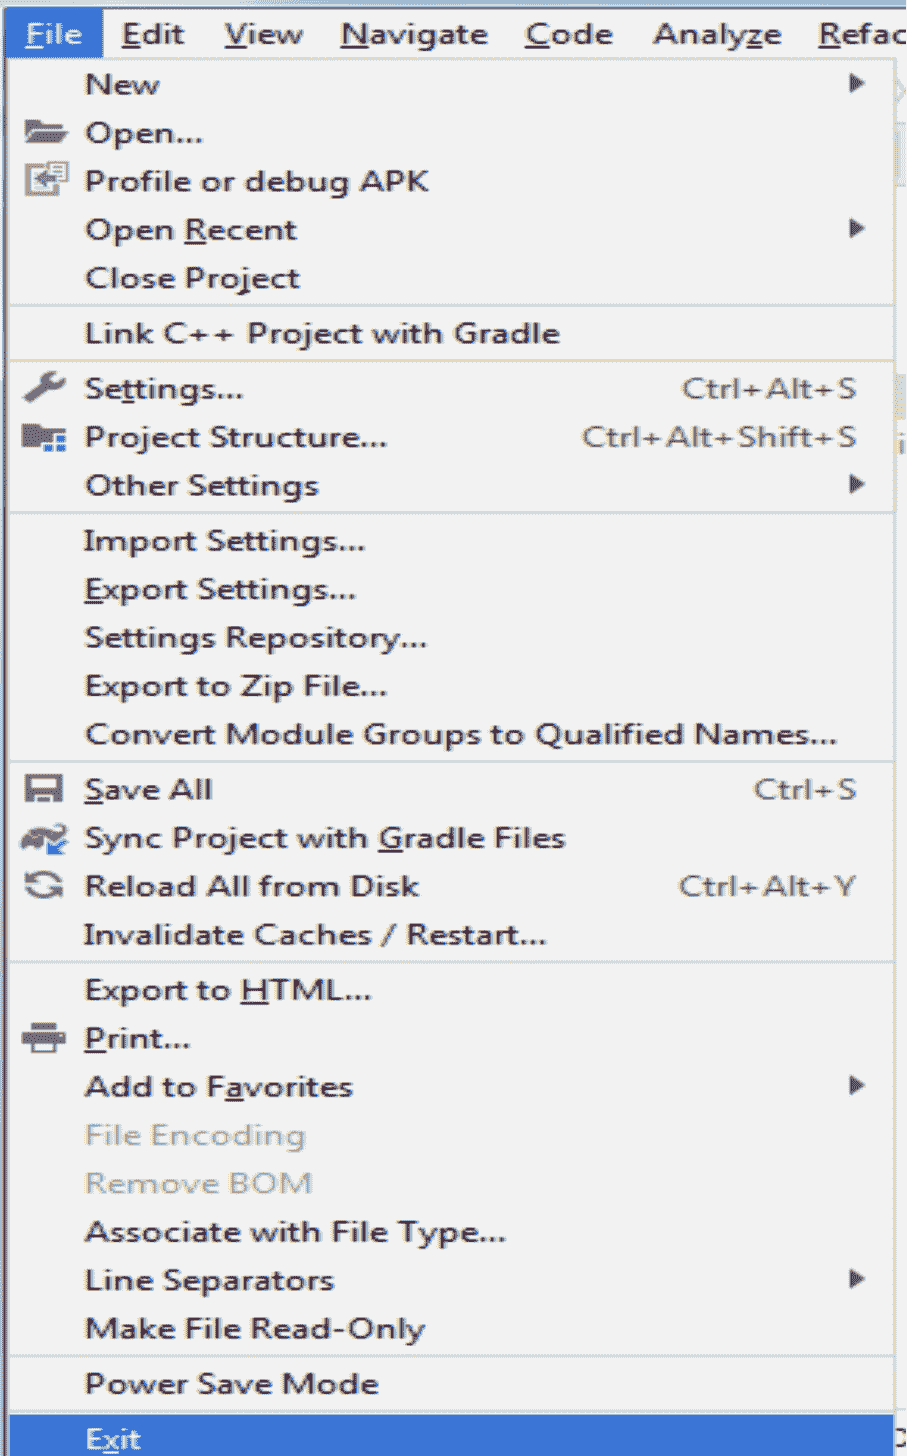 File Edit View Navigate Code Analyze Refac
New
Open...
Profile or debug APK
Open Recent
Close Project
Link C++ Project with Gradle
Settings... Ctrl+Alt+S
Project Structure... Ctrl+Alt+Shift+S
Other Settings
Import Settings...
Export Settings...
Settings Repository...
Export to Zip File...
Convert Module Groups to Qualified Names...
Save All Ctrl+S
Sync Project with Gradle Files
Reload All from Disk Ctrl+Alt+Y
Invalidate Caches / Restart...
Export to HTML...
Print...
Add to Favorites
File Encoding
Remove BOM
Associate with File Type...
Line Separators
Make File Read-Only
Power Save Mode
Exit